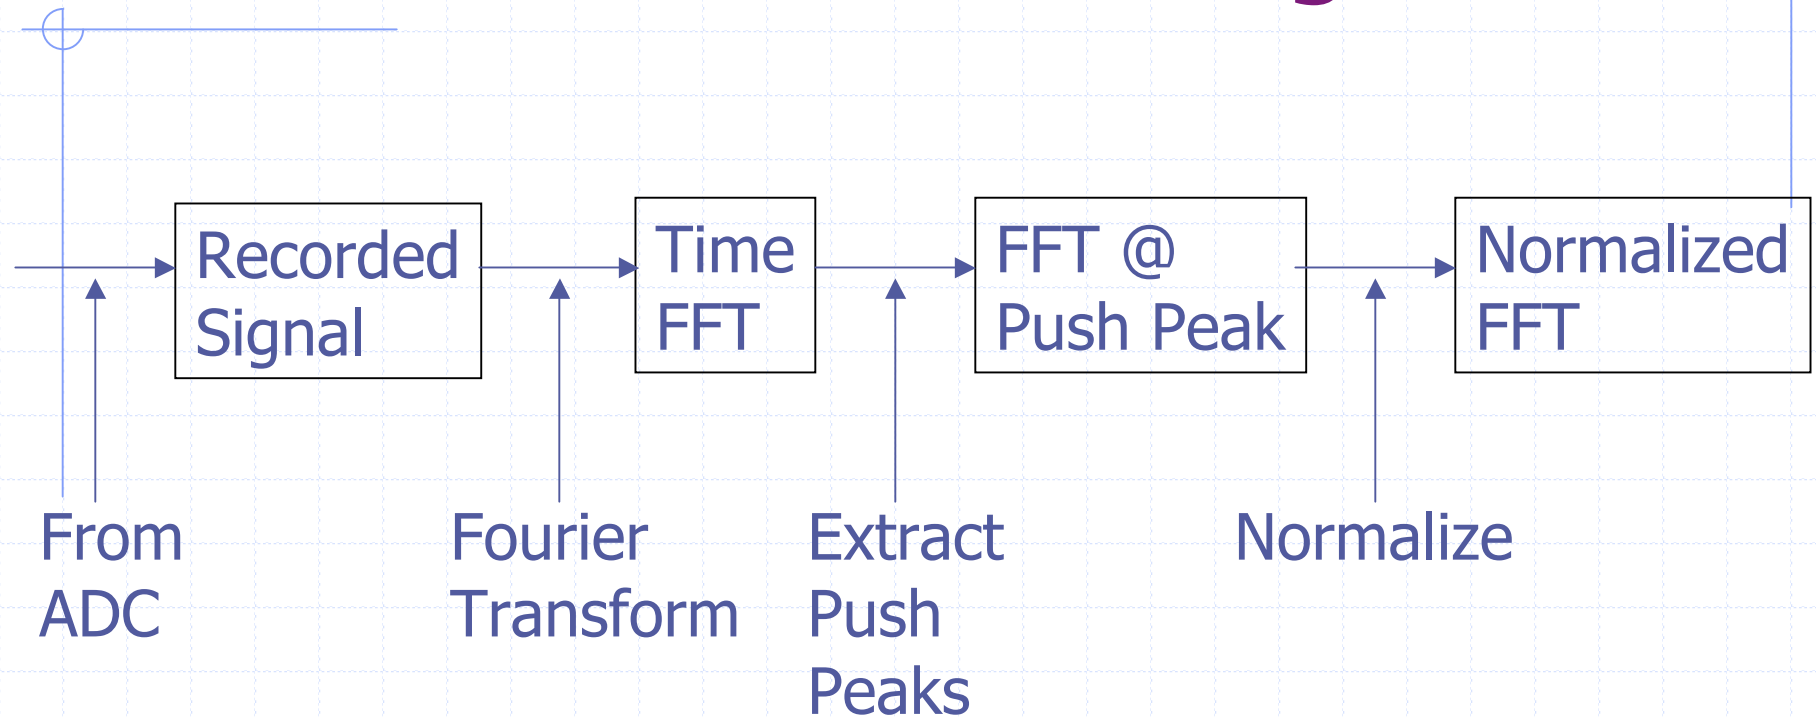 Recorded
Signal
Time
FFT
FFT @
Push Peak
Normalized
FFT
From
ADC
Fourier
Transform
Extract
Push
Peaks
Normalize